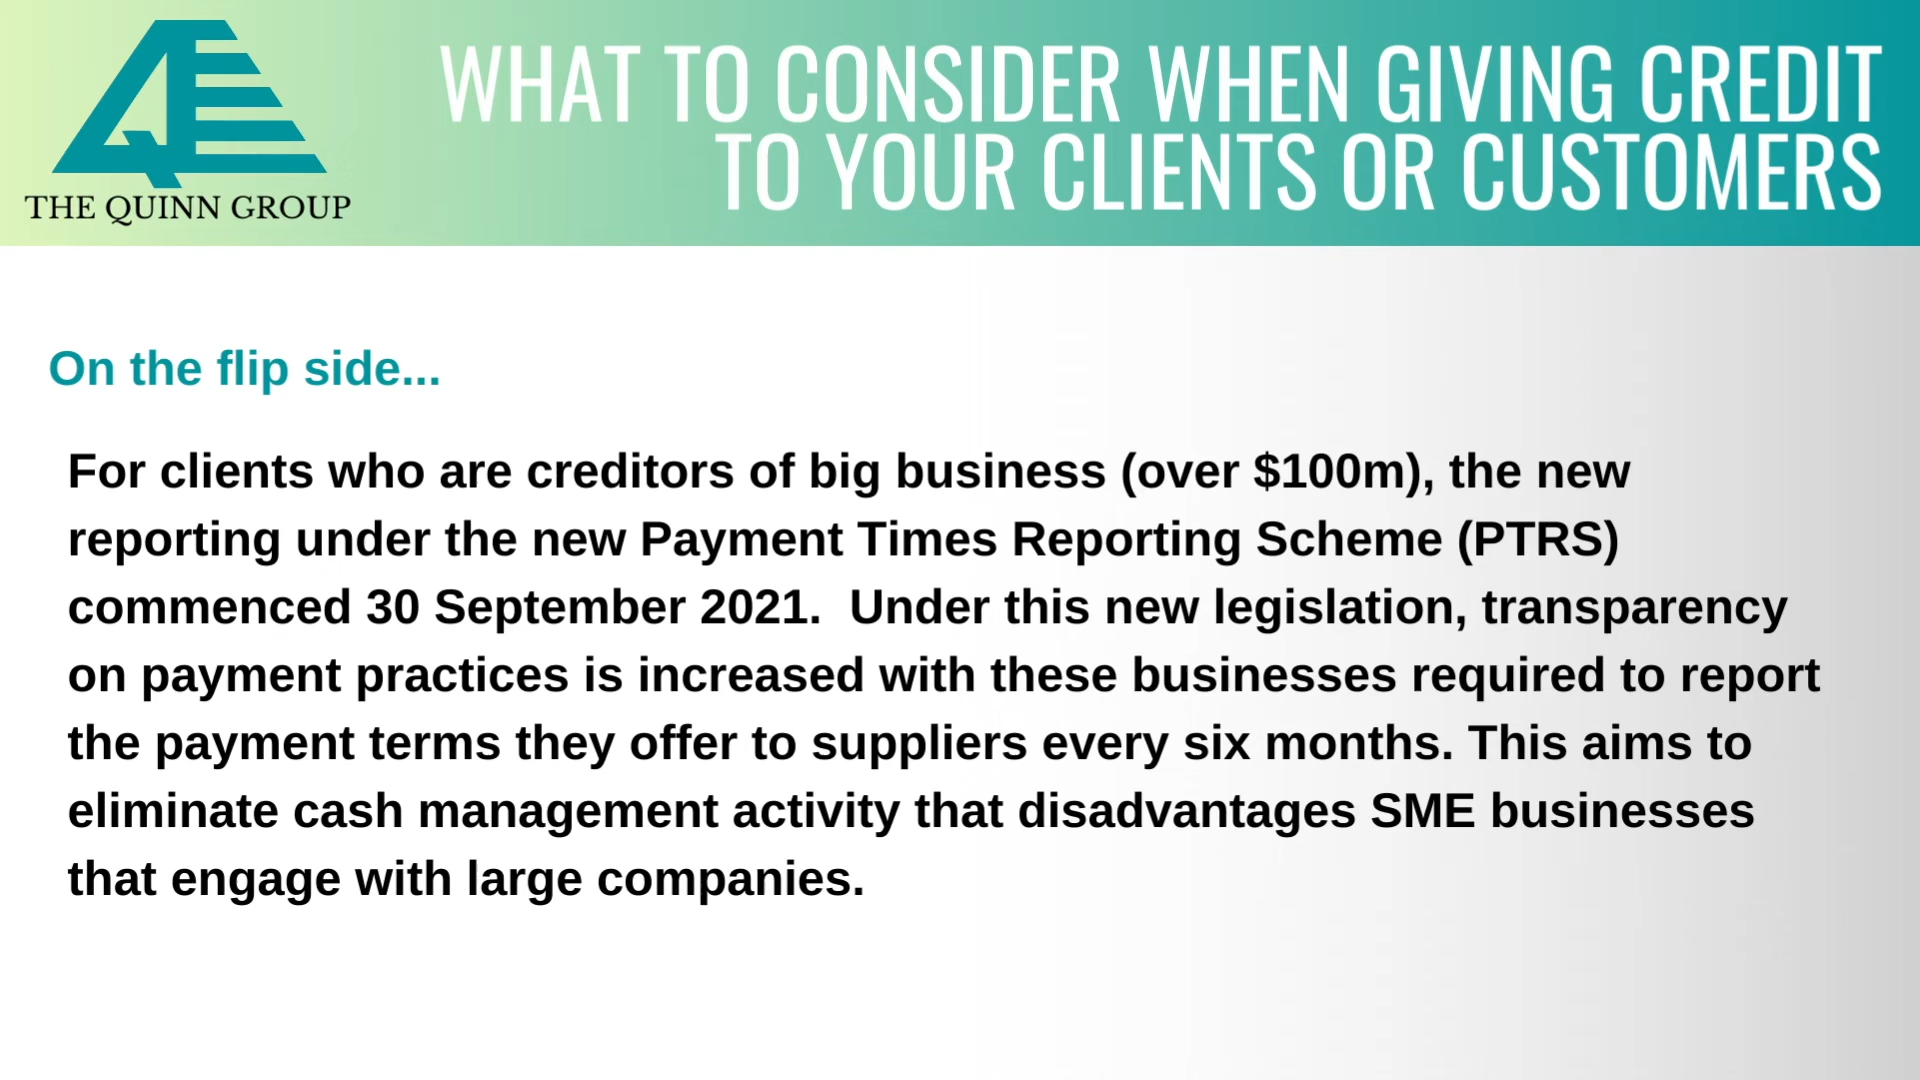 THE QUINN GROUP
WHAT TO CONSIDER WHEN GIVING CREDIT
TO YOUR CLIENTS OR CUSTOMERS
On the flip side...
For clients who are creditors of big business (over $100m), the new
reporting under the new Payment Times Reporting Scheme (PTRS)
commenced 30 September 2021.  Under this new legislation, transparency
on payment practices is increased with these businesses required to report
the payment terms they offer to suppliers every six months. This aims to
eliminate cash management activity that disadvantages SME businesses
that engage with large companies.